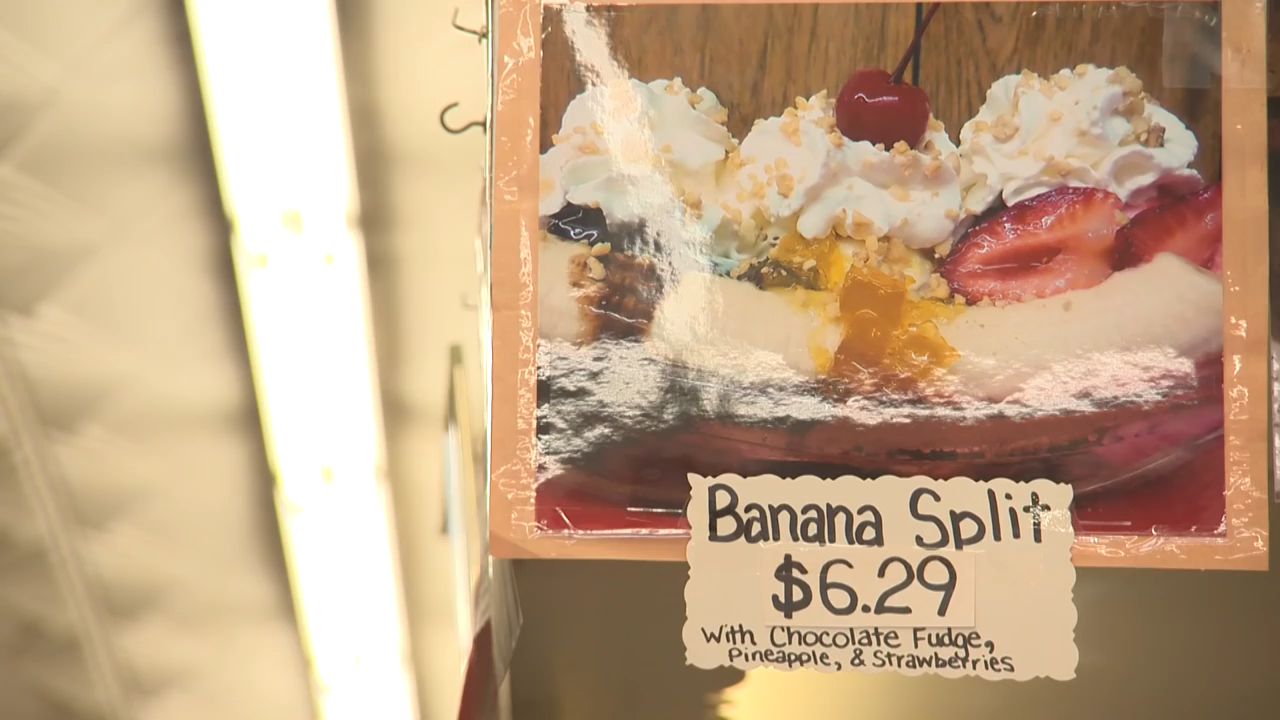 Banana Split
$6.29
With Chocolate Fudge,
Pineapple, & Strawberries